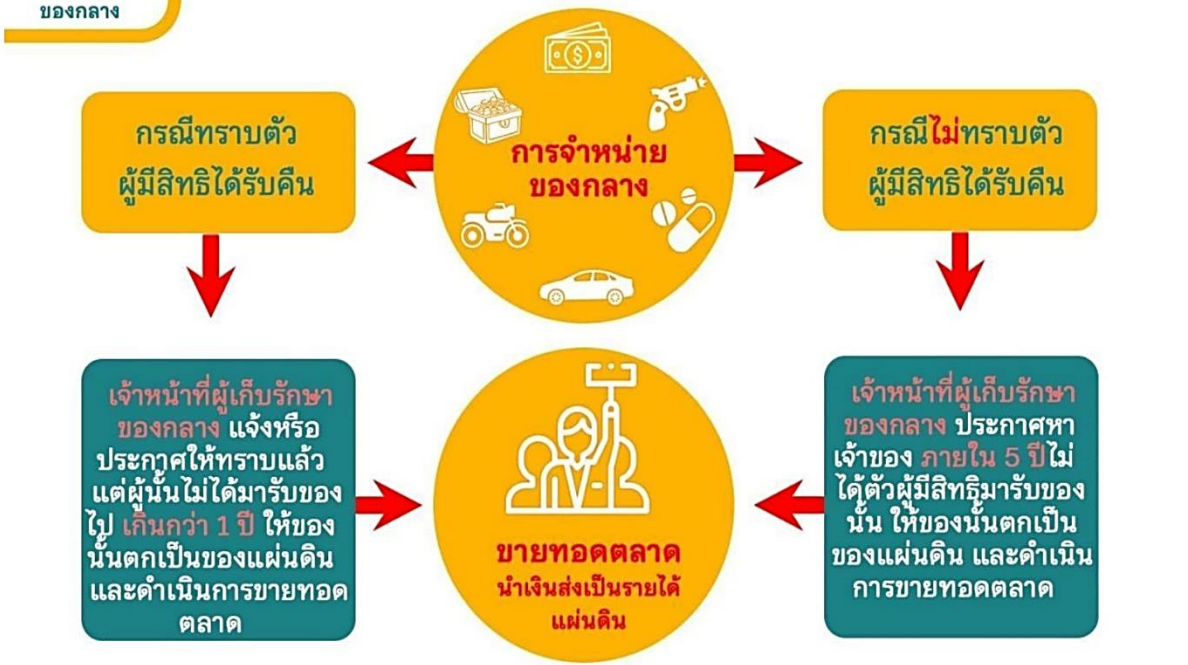 ของกลาง
การจำหน่าย
ของกลาง
กรณีทราบตัว
ผู้มีสิทธิได้รับคืน
กรณีไม่ทราบตัว
ผู้มีสิทธิได้รับคืน
เจ้าหน้าที่ผู้เก็บรักษา
ของกลาง แจ้งหรือ
ประกาศให้ทราบแล้ว
แต่ผู้นั้นไม่ได้มารับของ
ไป เกินกว่า 1 ปี ให้ของ
นั้นตกเป็นของแผ่นดิน
และดำเนินการขายทอด
ตลาด
ขายทอดตลาด
นำเงินส่งเป็นรายได้
แผ่นดิน
เจ้าหน้าที่ผู้เก็บรักษา
ของกลาง ประกาศหา
เจ้าของ ภายใน 5 ปีไม่
ได้ตัวผู้มีสิทธิมารับของ
นั้น ให้ของนั้นตกเป็น
ของแผ่นดิน และดำเนิน
การขายทอดตลาด